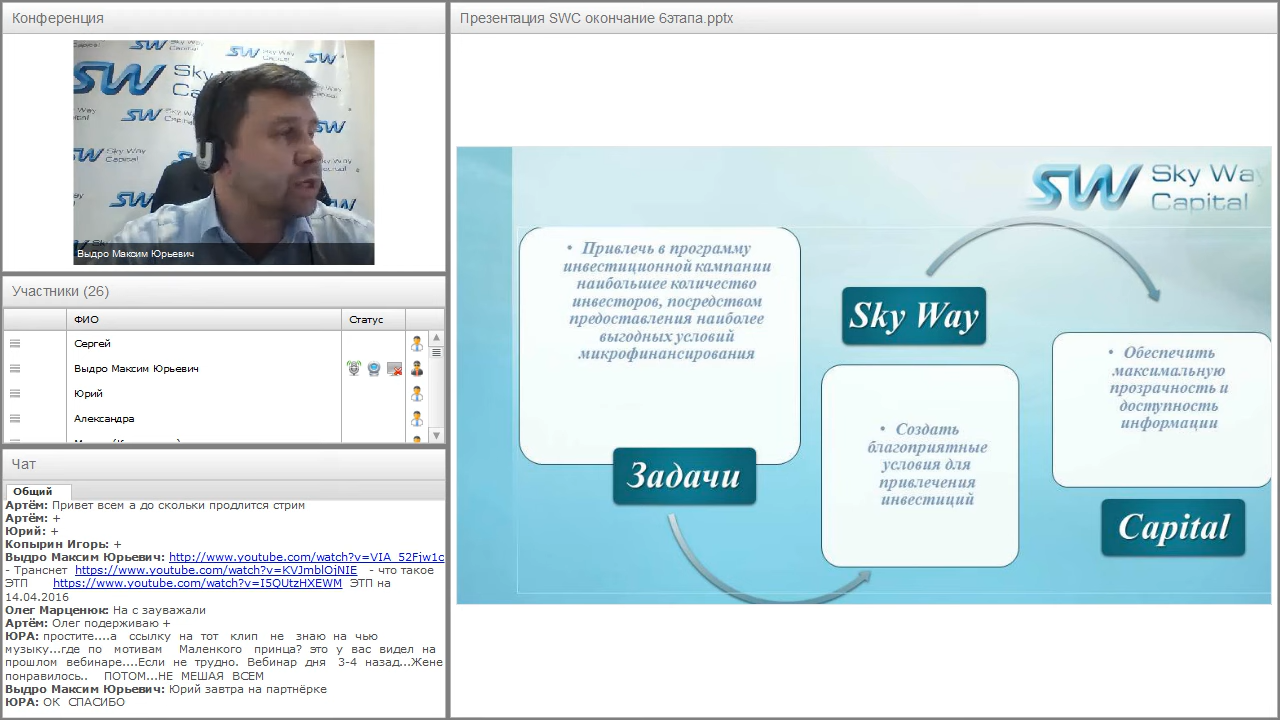 Конференция
Sky Way
Capital
Выдро Максим Юрьевич
Участники (26)
ФИО
Статус
Сергей
Выдро Максим Юрьевич
Юрий
Александра
Чат
Общий
Артём: Привет всем а до скольки продлится стрим
Артём: +
Юрий: +
Копырин Игорь: +
Выдро Максим Юрьевич: http://www.youtube.com/watch?v=VIA_52Fjw1c
- Транснет https://www.youtube.com/watch?v=KVJmblOjNIE - что такое
ЭТП https://www.youtube.com/watch?v=I5QUtzHXEWM ЭТП на
14.04.2016
Олег Марценюк: На с зауважали
Артём: Олег подерживаю +
ЮРА: простите....а ссылку на тот клип не знаю на чью
музыку...где по мотивам Маленкого принца? это у вас видел на
прошлом вебинаре....Если не трудно. Вебинар дня 3-4 назад...Жене
понравилось.. ПОТОМ...НЕ МЕШАЯ ВСЕМ
Выдро Максим Юрьевич: Юрий завтра на партнёрке
ЮРА: ОК СПАСИБО
Презентация SWC окончание 6этапа.pptx
SW Sky Way
Capital
• Привлечь в программу
инвестиционной кампании
наибольшее количество
инвесторов, посредством
предоставления наиболее
выгодных условий
микрофинансирования
Задачи
Sky Way
• Создать
благоприятные
условия для
привлечения
инвестиций
• Обеспечить
максимальную
прозрачность и
доступность
информации
Capital